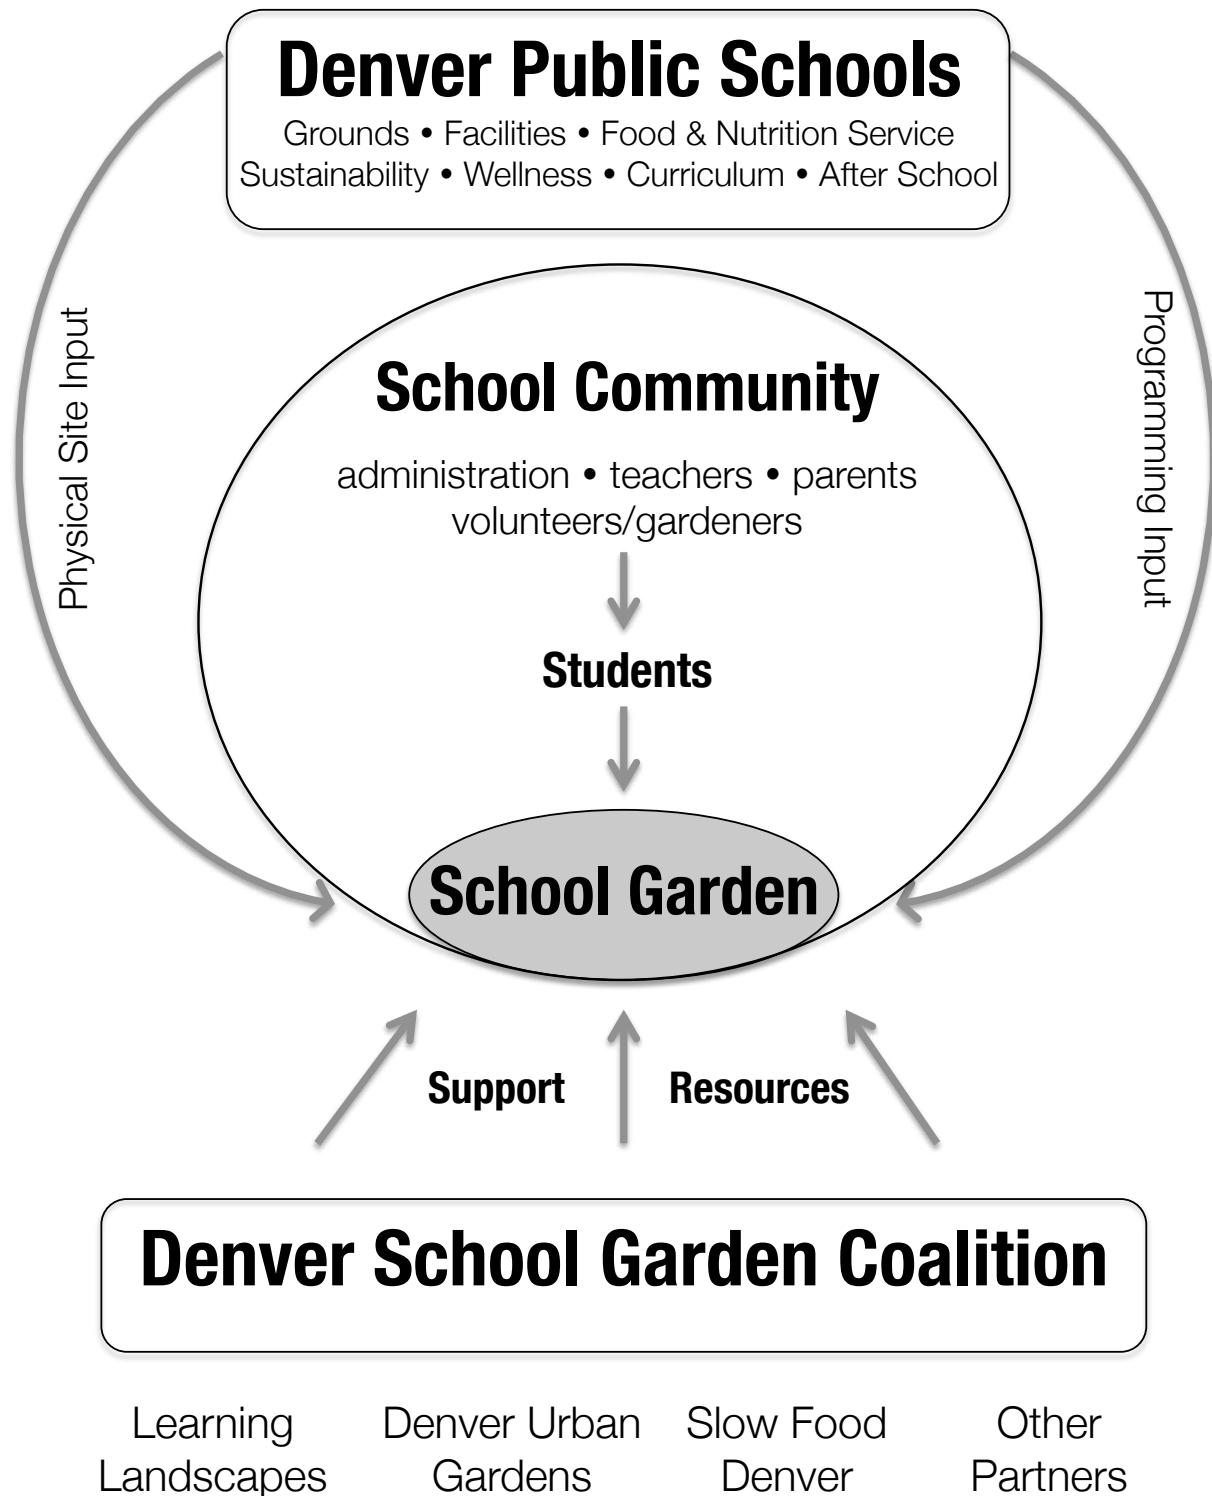 Denver Public Schools
Grounds • Facilities • Food & Nutrition Service
Sustainability • Wellness • Curriculum • After School
Physical Site Input
Programming Input
School Community
administration • teachers • parents
volunteers/gardeners
Students
School Garden
Support
Resources
Denver School Garden Coalition
Learning
Landscapes
Denver Urban
Gardens
Slow Food
Denver
Other
Partners